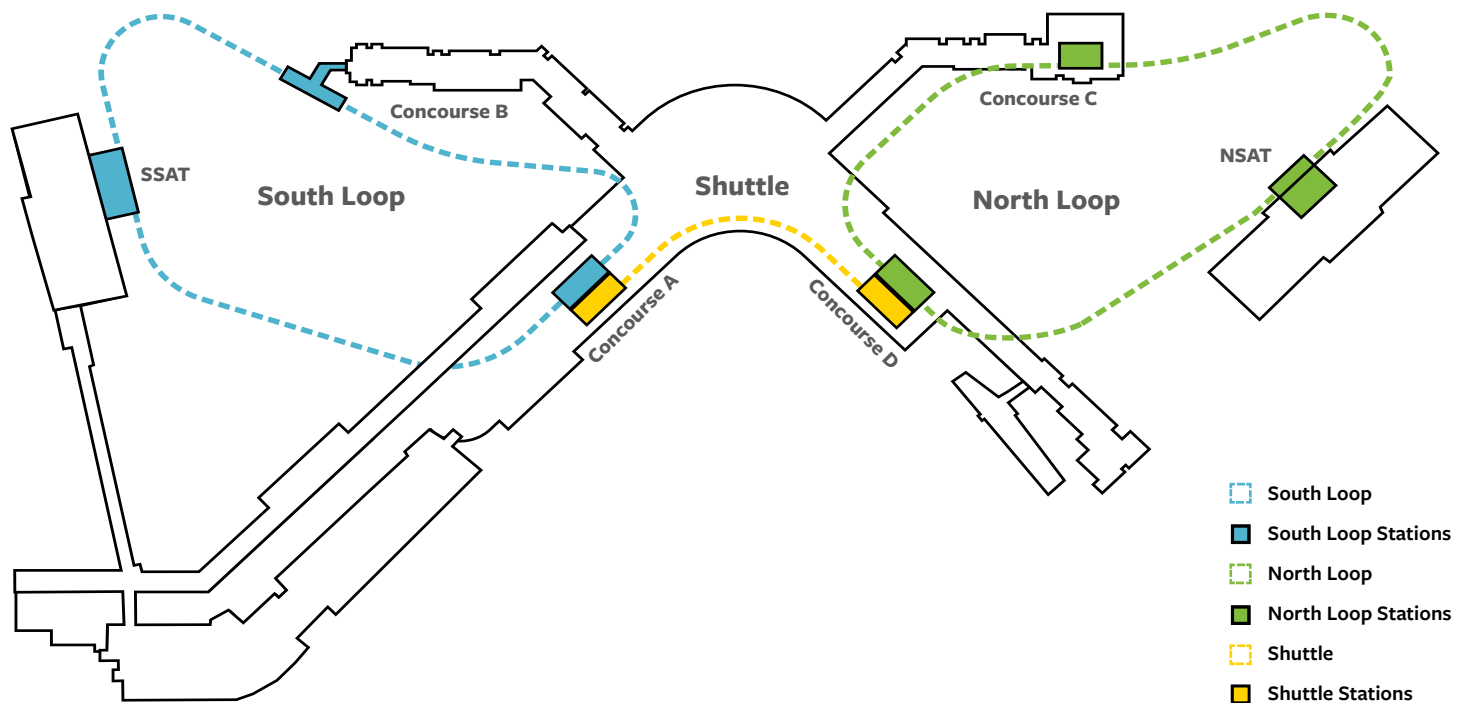 Concourse B
Concourse C
SSAT
NSAT
South Loop
Shuttle
North Loop
Concourse A
Concourse D
South Loop
South Loop Stations
North Loop
North Loop Stations
Shuttle
Shuttle Stations